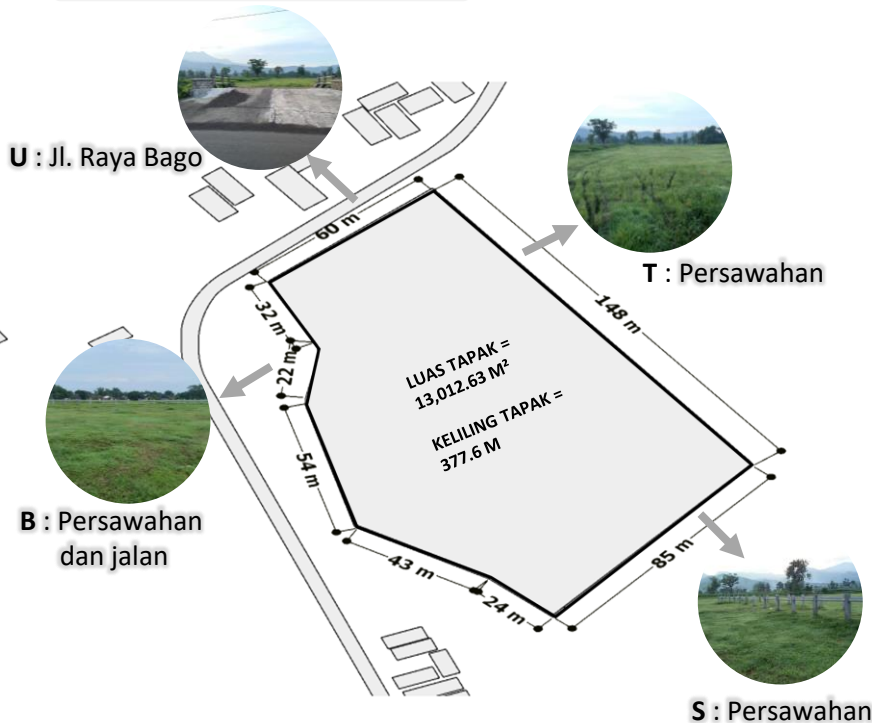 U : Jl. Raya Bago
60 m
T : Persawahan
32 m
148 m
22 m
LUAS TAPAK =
13,012.63 M²
KELILING TAPAK =
377.6 M
54 m
B : Persawahan
dan jalan
43 m
85 m
24 m
S : Persawahan